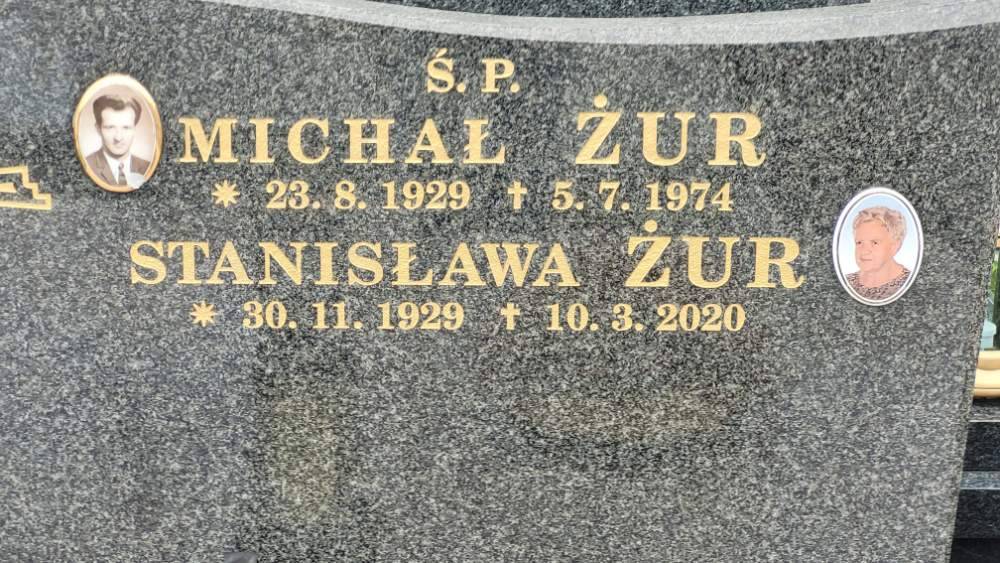 Ś. P.
MICHAŁ ŻUR
* 23. 8. 1929 † 5. 7. 1974
STANISŁAWA ŻUR
* 30. 11. 1929 † 10. 3. 2020